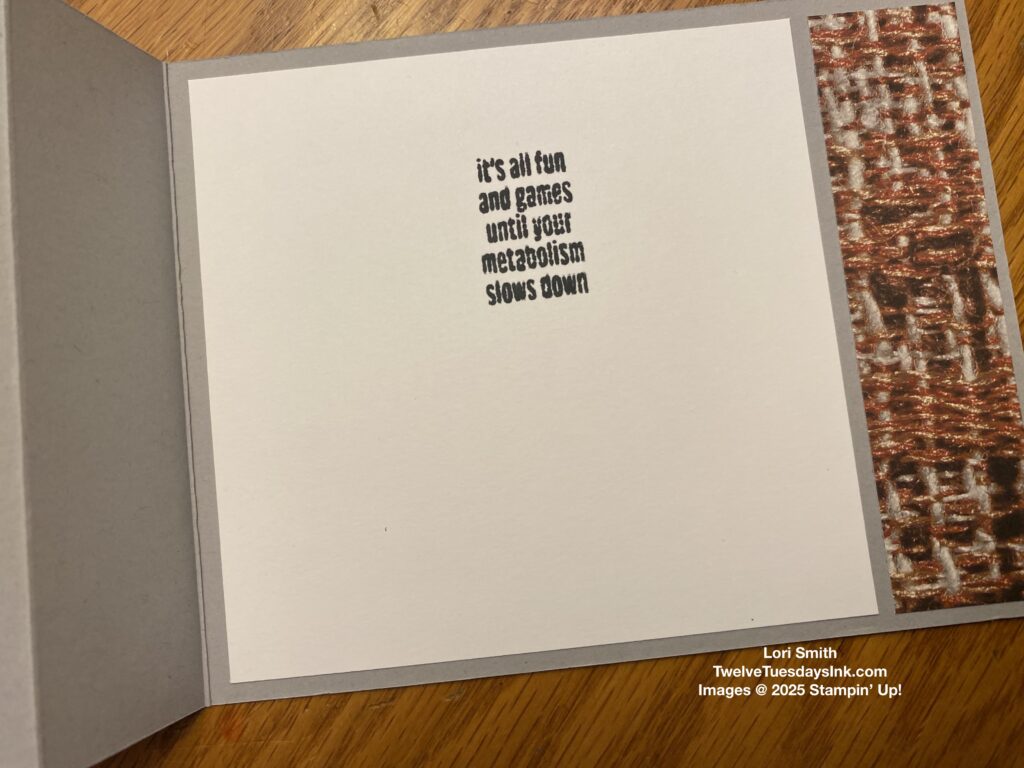 it's all fun
and games
until your
metabolism
slows down
Lori Smith
TwelveTuesdaysInk.com
Images @ 2025 Stampin' Up!